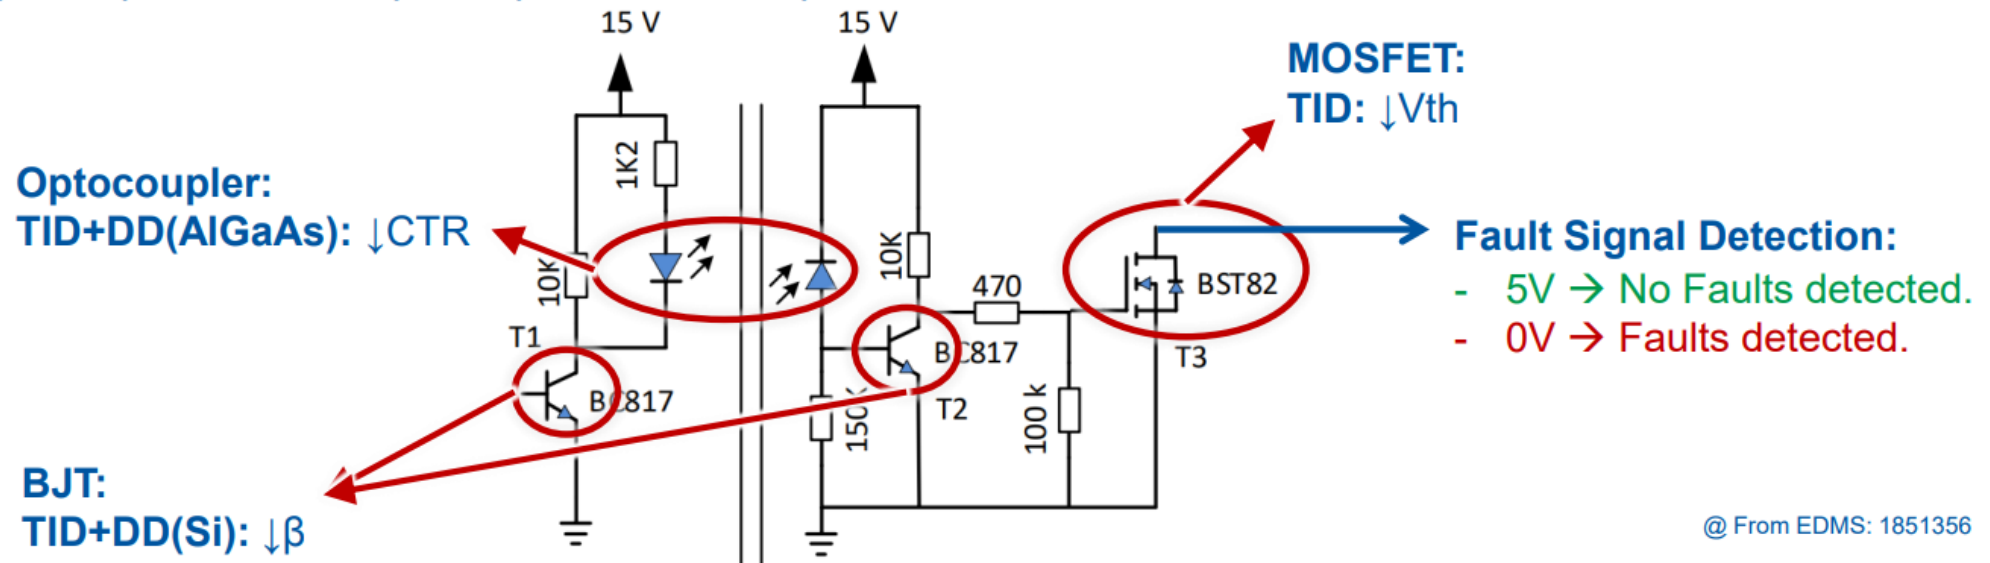 15 V
15 V
MOSFET:
TID: ↓Vth
Optocoupler:
TID+DD(AlGaAs): ↓CTR
1K2
10K
10K
470
BST82
Fault Signal Detection:
- 5V → No Faults detected.
- 0V → Faults detected.
T1
BC817
BC817
T3
T2
150K
100 k
BJT:
TID+DD(Si): ↓β
@ From EDMS: 1851356